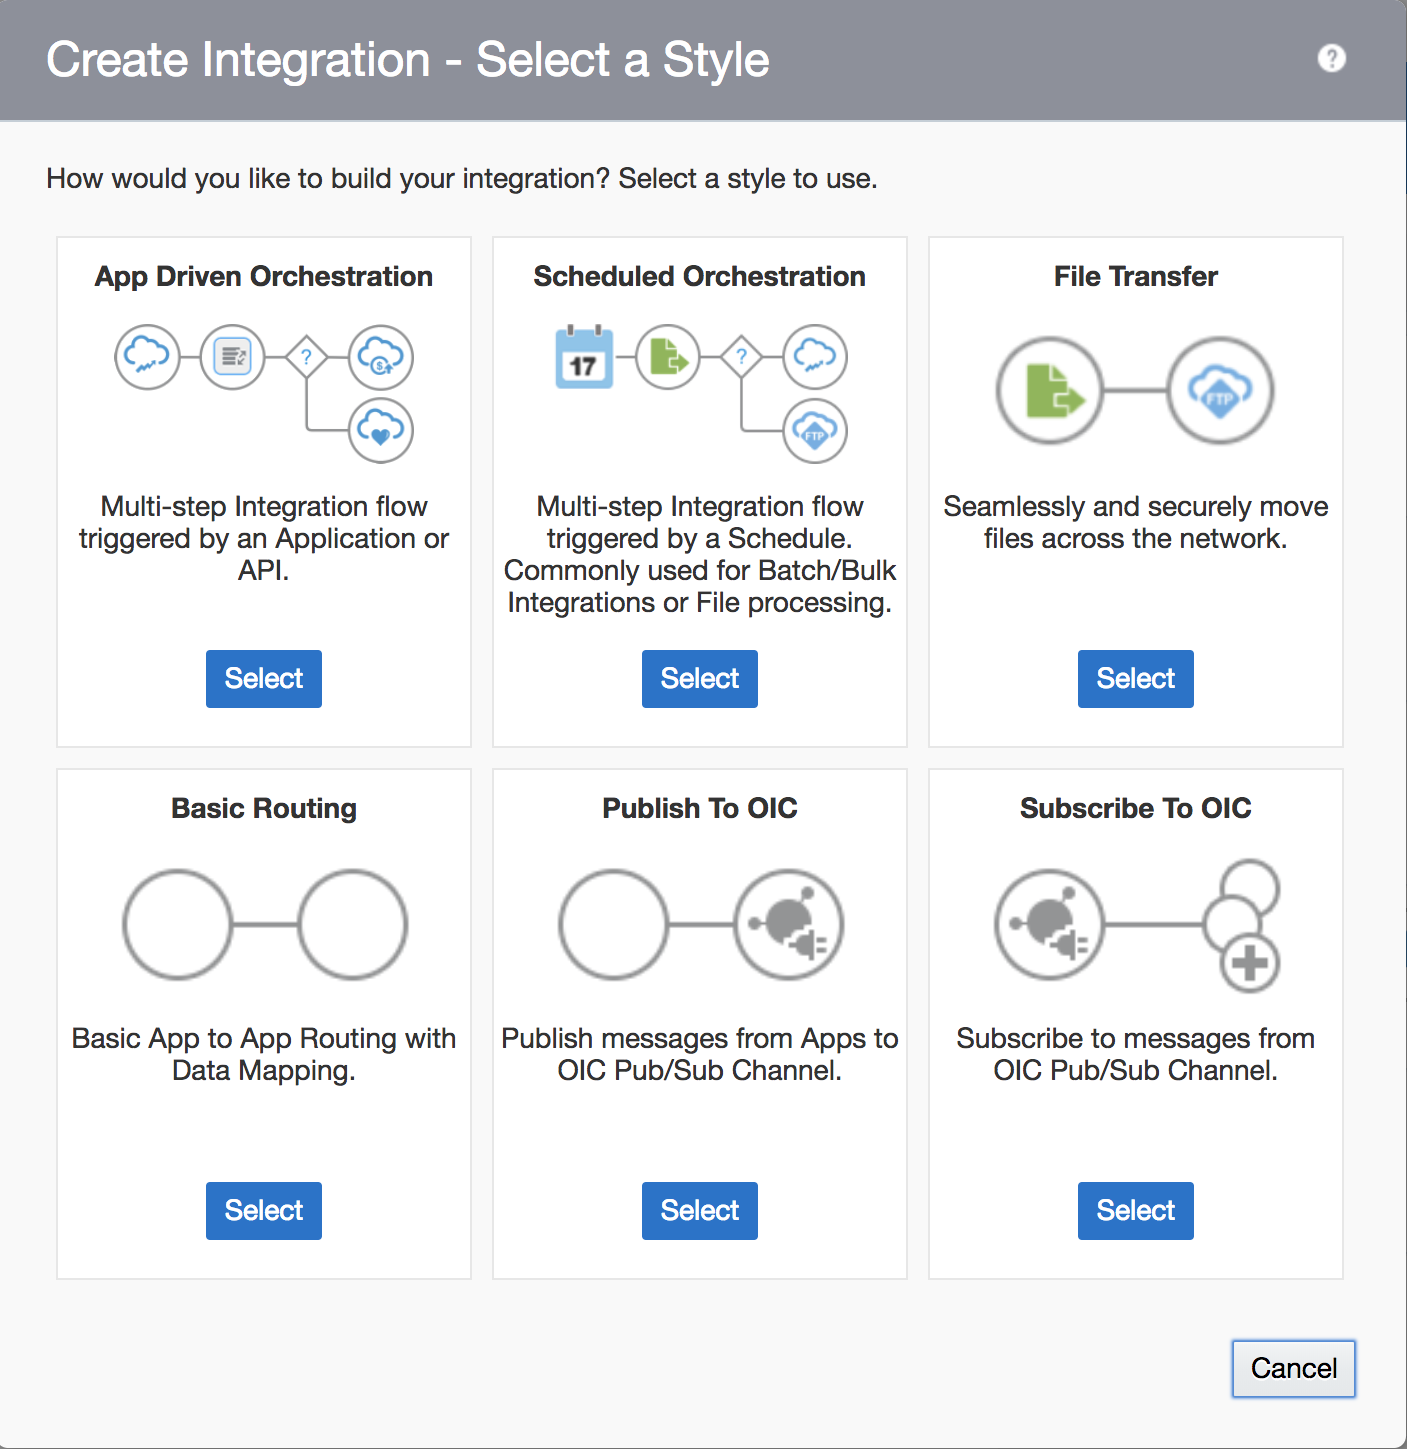 Create Integration - Select a Style
?
How would you like to build your integration? Select a style to use.
App Driven Orchestration
?
$
Multi-step Integration flow
triggered by an Application or
API.
Select
Scheduled Orchestration
17
?
FTP
Multi-step Integration flow
triggered by a Schedule.
Commonly used for Batch/Bulk
Integrations or File processing.
Select
File Transfer
FTP
Seamlessly and securely move
files across the network.
Select
Basic Routing
Basic App to App Routing with
Data Mapping.
Select
Publish To OIC
Publish messages from Apps to
OIC Pub/Sub Channel.
Select
Subscribe To OIC
Subscribe to messages from
OIC Pub/Sub Channel.
Select
Cancel